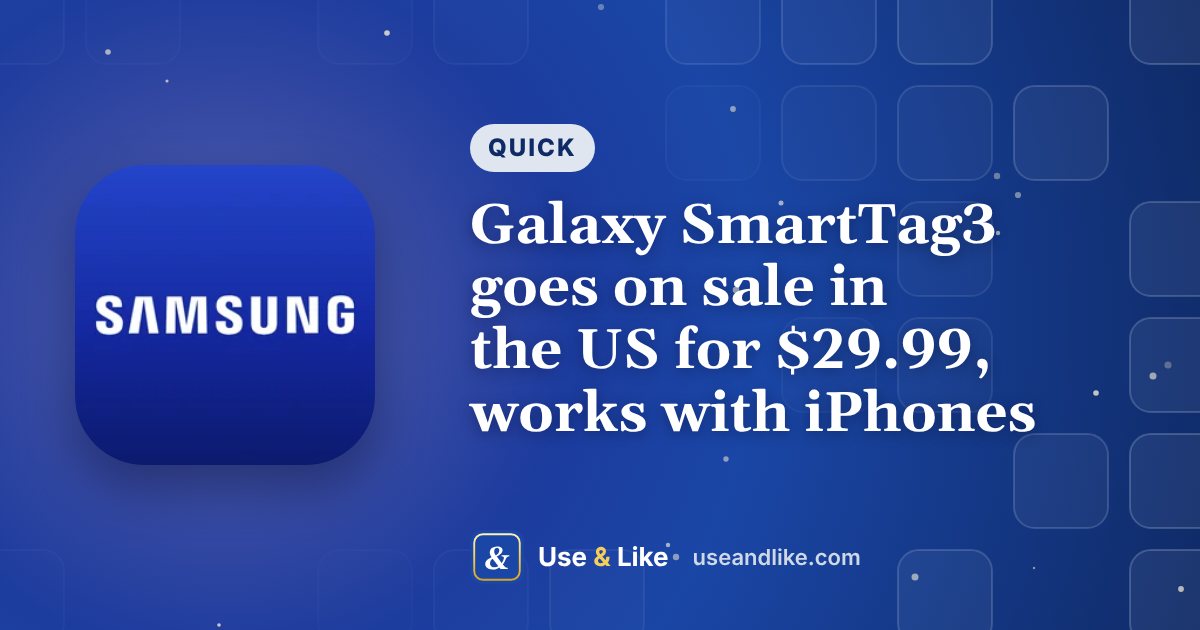 SAMSUNG
QUICK
Galaxy SmartTag3
goes on sale in
the US for $29.99,
works with iPhones
& Use & Like useandlike.com